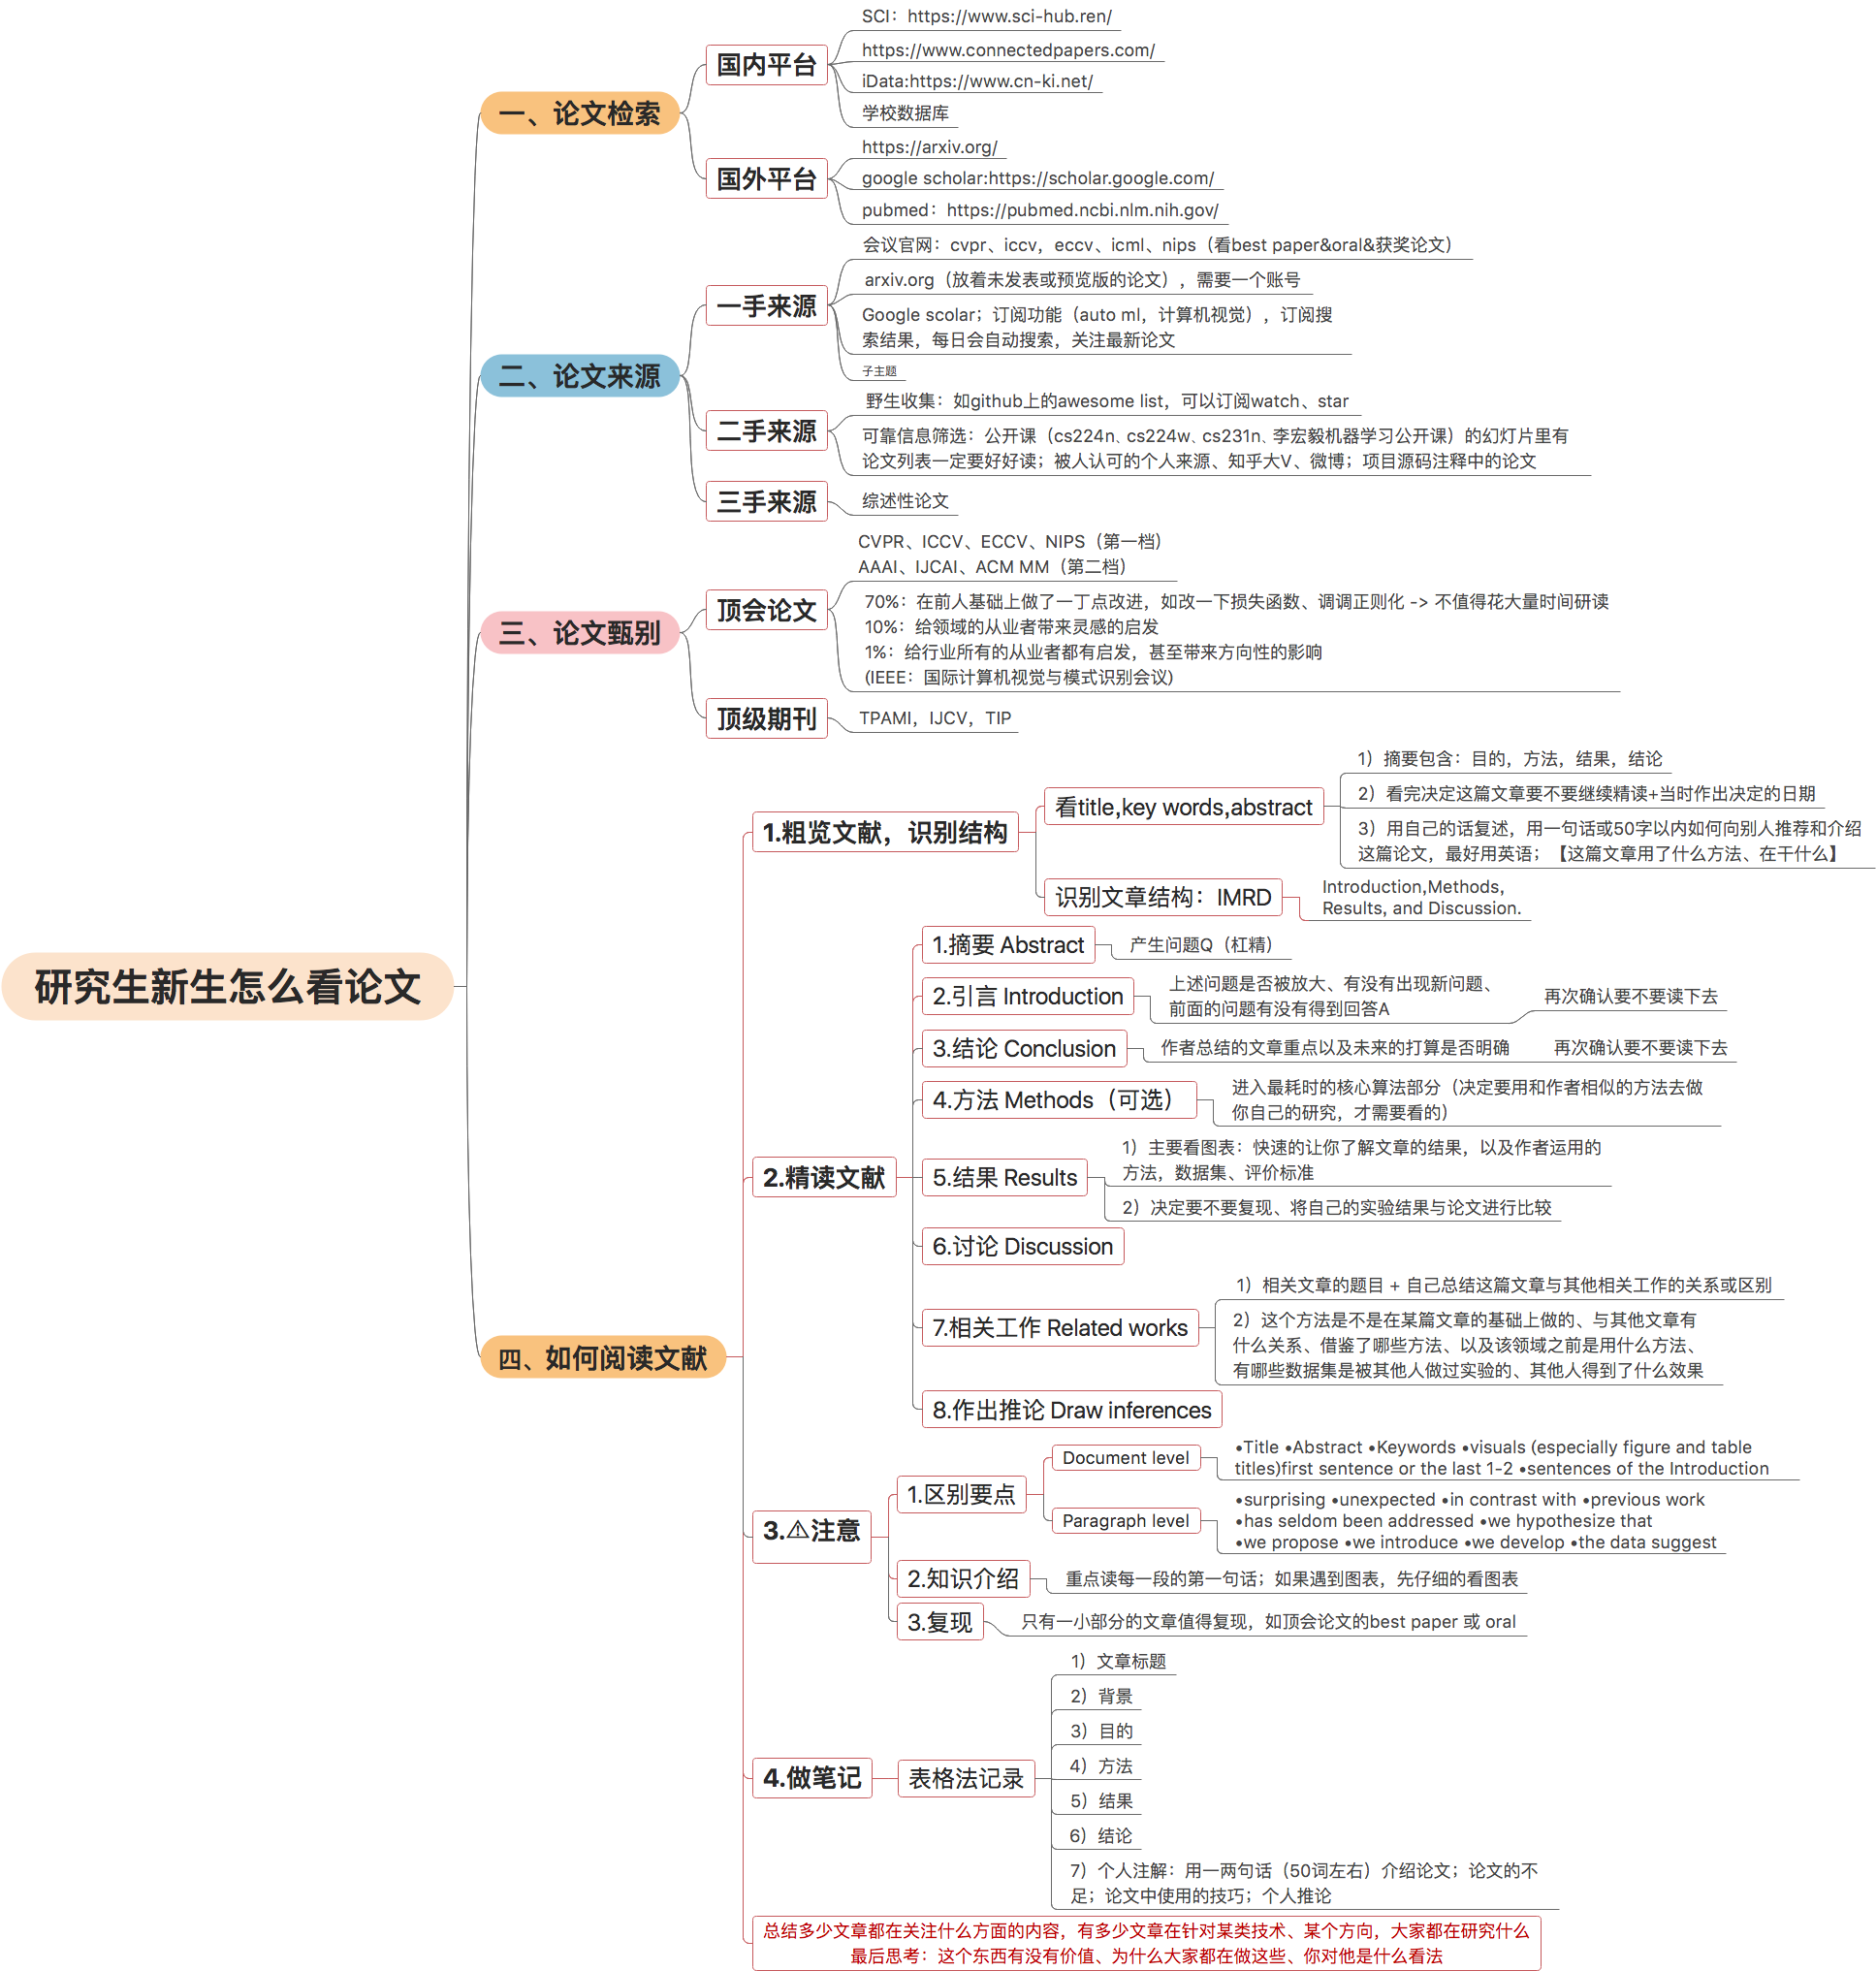 研究生新生怎么看论文
一、论文检索
国内平台
SCI：https://www.sci-hub.ren/
https://www.connectedpapers.com/
iData:https://www.cn-ki.net/
学校数据库
国外平台
https://arxiv.org/
google scholar:https://scholar.google.com/
pubmed：https://pubmed.ncbi.nlm.nih.gov/
二、论文来源
一手来源
会议官网：cvpr、iccv，eccv、icml、nips（看best paper&oral&获奖论文）
arxiv.org（放着未发表或预览版的论文），需要一个账号
Google scolar；订阅功能（auto ml，计算机视觉），订阅搜
索结果，每日会自动搜索，关注最新论文
子主题
二手来源
野生收集：如github上的awesome list，可以订阅watch、star
可靠信息筛选：公开课（cs224n、cs224w、cs231n、李宏毅机器学习公开课）的幻灯片里有
论文列表一定要好好读；被人认可的个人来源、知乎大V、微博；项目源码注释中的论文
三手来源
综述性论文
三、论文甄别
顶会论文
CVPR、ICCV、ECCV、NIPS（第一档）
AAAI、IJCAI、ACM MM（第二档）
70%：在前人基础上做了一丁点改进，如改一下损失函数、调调正则化 -> 不值得花大量时间研读
10%：给领域的从业者带来灵感的启发
1%：给行业所有的从业者都有启发，甚至带来方向性的影响
(IEEE：国际计算机视觉与模式识别会议)
顶级期刊
TPAMI，IJCV，TIP
四、如何阅读文献
1.粗览文献，识别结构
看title,key words,abstract
1）摘要包含：目的，方法，结果，结论
2）看完决定这篇文章要不要继续精读+当时作出决定的日期
3）用自己的话复述，用一句话或50字以内如何向别人推荐和介绍
这篇论文，最好用英语；【这篇文章用了什么方法、在干什么】
识别文章结构：IMRD
Introduction,Methods,
Results, and Discussion.
2.精读文献
1.摘要 Abstract
产生问题Q（杠精）
2.引言 Introduction
上述问题是否被放大、有没有出现新问题、
前面的问题有没有得到回答A
再次确认要不要读下去
3.结论 Conclusion
作者总结的文章重点以及未来的打算是否明确
再次确认要不要读下去
4.方法 Methods（可选）
进入最耗时的核心算法部分（决定要用和作者相似的方法去做
你自己的研究，才需要看的）
5.结果 Results
1）主要看图表：快速的让你了解文章的结果，以及作者运用的
方法，数据集、评价标准
2）决定要不要复现、将自己的实验结果与论文进行比较
6.讨论 Discussion
7.相关工作 Related works
1）相关文章的题目 + 自己总结这篇文章与其他相关工作的关系或区别
2）这个方法是不是在某篇文章的基础上做的、与其他文章有
什么关系、借鉴了哪些方法、以及该领域之前是用什么方法、
有哪些数据集是被其他人做过实验的、其他人得到了什么效果
8.作出推论 Draw inferences
3.⚠注意
1.区别要点
Document level
•Title •Abstract •Keywords •visuals (especially figure and table
titles)first sentence or the last 1-2 •sentences of the Introduction
Paragraph level
•surprising •unexpected •in contrast with •previous work
•has seldom been addressed •we hypothesize that
•we propose •we introduce •we develop •the data suggest
2.知识介绍
重点读每一段的第一句话；如果遇到图表，先仔细的看图表
3.复现
只有一小部分的文章值得复现，如顶会论文的best paper 或 oral
4.做笔记
表格法记录
1）文章标题
2）背景
3）目的
4）方法
5）结果
6）结论
7）个人注解：用一两句话（50词左右）介绍论文；论文的不
足；论文中使用的技巧；个人推论
总结多少文章都在关注什么方面的内容，有多少文章在针对某类技术、某个方向，大家都在研究什么
最后思考：这个东西有没有价值、为什么大家都在做这些、你对他是什么看法